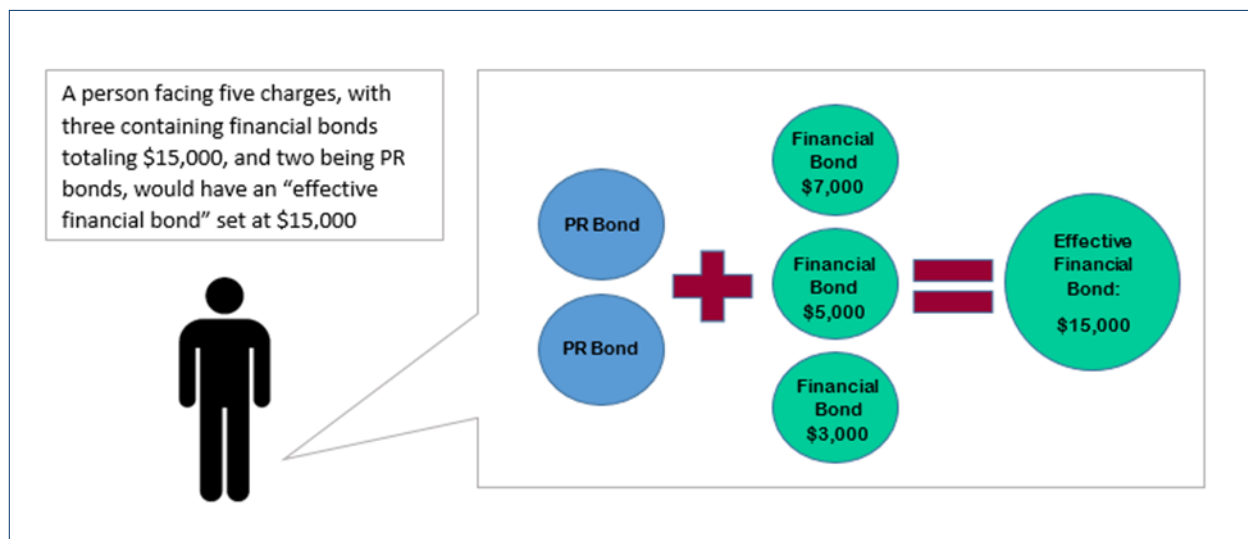 A person facing five charges, with
three containing financial bonds
totaling $15,000, and two being PR
bonds, would have an “effective
financial bond” set at $15,000
PR Bond
PR Bond
Financial
Bond
$7,000
Financial
Bond
$5,000
Financial
Bond
$3,000
Effective
Financial
Bond:
$15,000